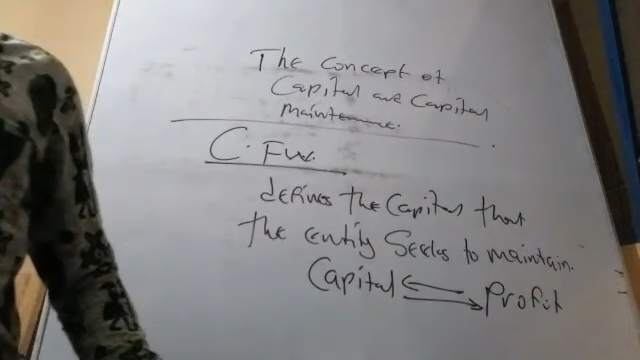 The Concept of
Capital and Capital
Maintenance.
C. Fw.
defines the Capital that
the entity Seeks to maintain.
Capital ⇄ Profit